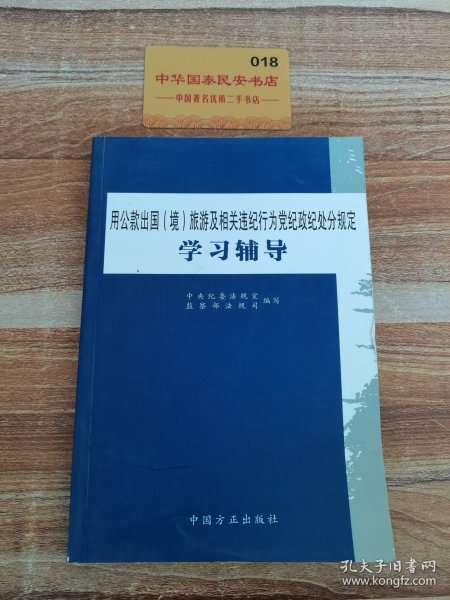 018
中华国泰民安书店
中国著名优质二手书店
用公款出国（境）旅游及相关违纪行为党纪政纪处分规定
学习辅导
中央纪委法规室
监察部法规司
编写
中国方正出版社
孔夫子旧书网
www.kongfz.com